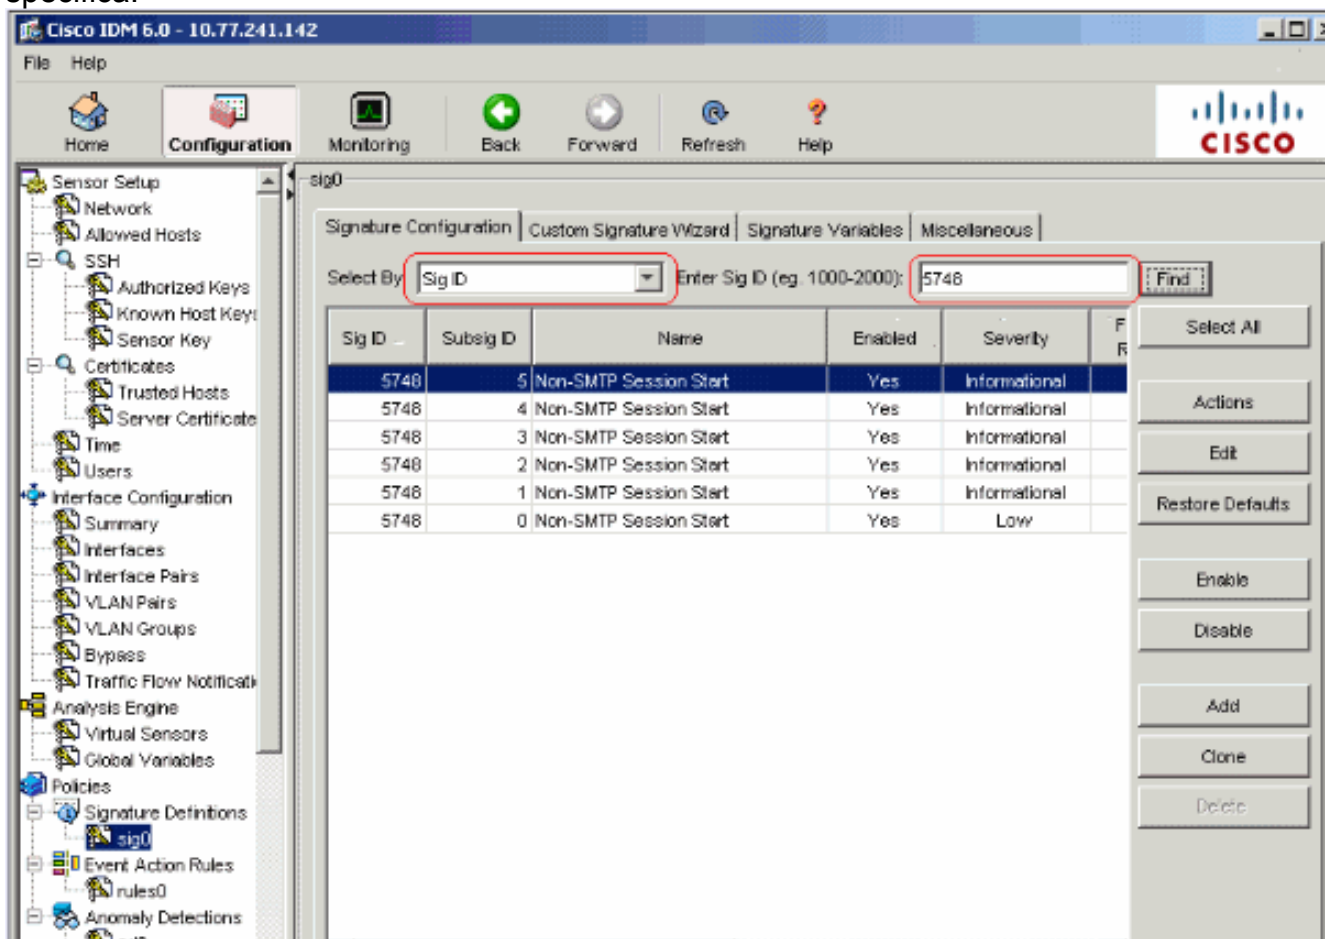 specifica.
Cisco IDM 6.0 - 10.77.241.142
File Help
Home Configuration Monitoring Back Forward Refresh Help
CISCO
Sensor Setup
Network
Allowed Hosts
SSH
Authorized Keys
Known Host Key
Sensor Key
Certificates
Trusted Hosts
Server Certificate
Time
Users
Interface Configuration
Summary
Interfaces
Interface Pairs
VLAN Pairs
VLAN Groups
Bypass
Traffic Flow Notificati
Analysis Engine
Virtual Sensors
Global Variables
Policies
Signature Definitions
sig0
Event Action Rules
rules0
Anomaly Detections
sig0
Signature Configuration Custom Signature Wizard Signature Variables Miscellaneous
Select By: Sig ID Enter Sig ID (eg. 1000-2000): 5748 Find
Sig ID Subsig ID Name Enabled Severity F R
5748 5 Non-SMTP Session Start Yes Informational
5748 4 Non-SMTP Session Start Yes Informational
5748 3 Non-SMTP Session Start Yes Informational
5748 2 Non-SMTP Session Start Yes Informational
5748 1 Non-SMTP Session Start Yes Informational
5748 0 Non-SMTP Session Start Yes Low
Select All
Actions
Edit
Restore Defaults
Enable
Disable
Add
Clone
Delete